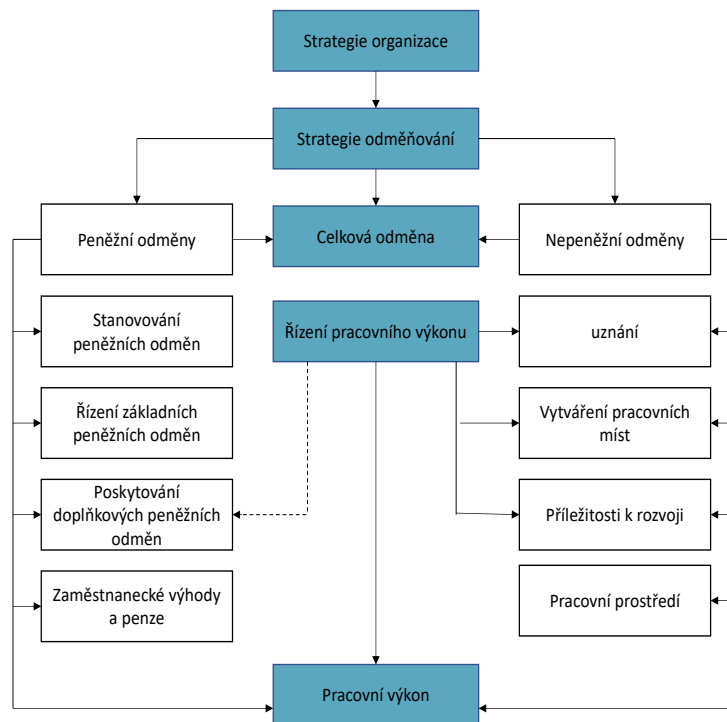 Strategie organizace
Strategie odměňování
Peněžní odměny
Celková odměna
Nepeněžní odměny
Stanovování
peněžních odměn
Řízení pracovního výkonu
uznání
Řízení základních
peněžních odměn
Vytváření pracovních
míst
Poskytování
doplňkových peněžních
odměn
Příležitosti k rozvoji
Zaměstnanecké výhody
a penze
Pracovní prostředí
Pracovní výkon